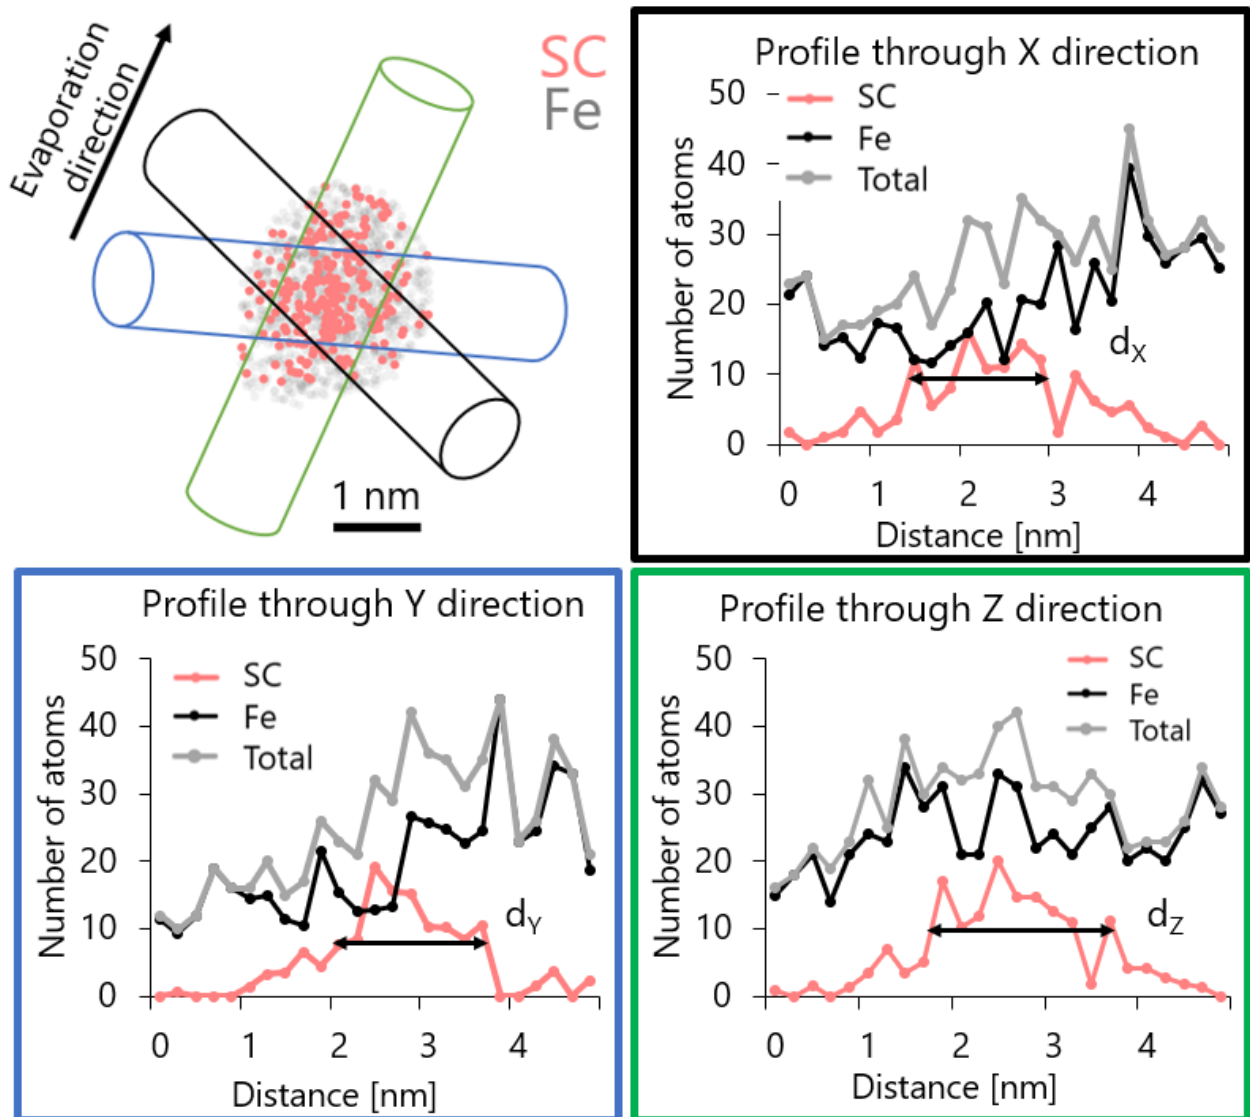 Evaporation
direction
SC
Fe
1 nm
Profile through X direction
50
40
30
20
10
0
Number of atoms
SC
Fe
Total
dX
0 1 2 3 4
Distance [nm]
Profile through Y direction
50
40
30
20
10
0
Number of atoms
SC
Fe
Total
dY
0 1 2 3 4
Distance [nm]
Profile through Z direction
50
40
30
20
10
0
Number of atoms
SC
Fe
Total
dZ
0 1 2 3 4
Distance [nm]